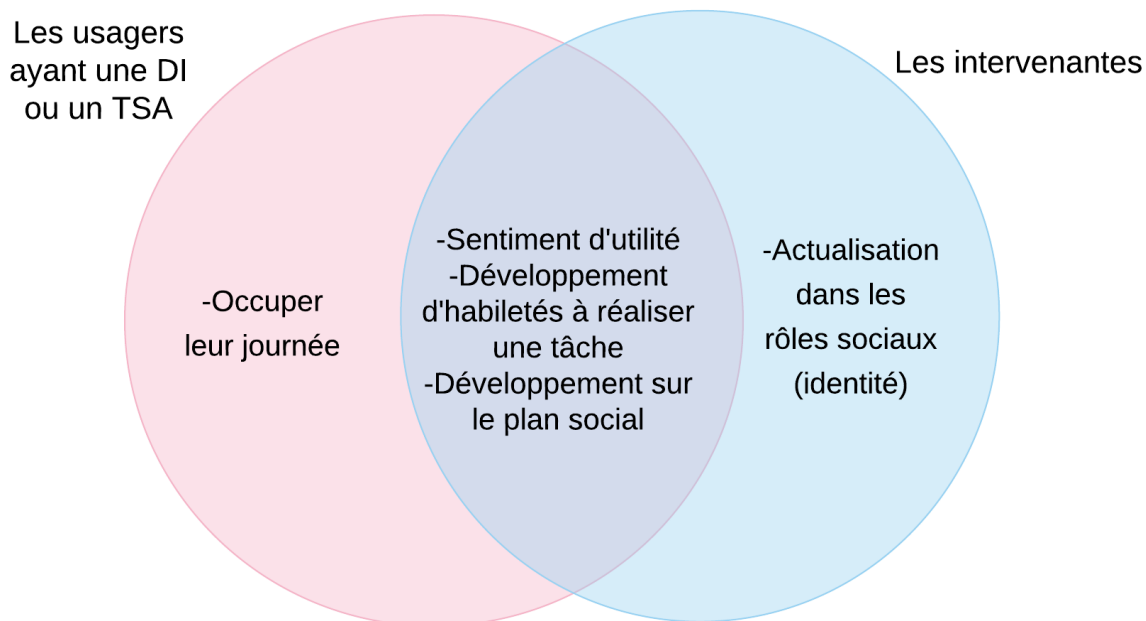 Les usagers
ayant une DI
ou un TSA
Les intervenantes
-Occuper
leur journée
-Sentiment d'utilité
-Développement
d'habiletés à réaliser
une tâche
-Développement sur
le plan social
-Actualisation
dans les
rôles sociaux
(identité)